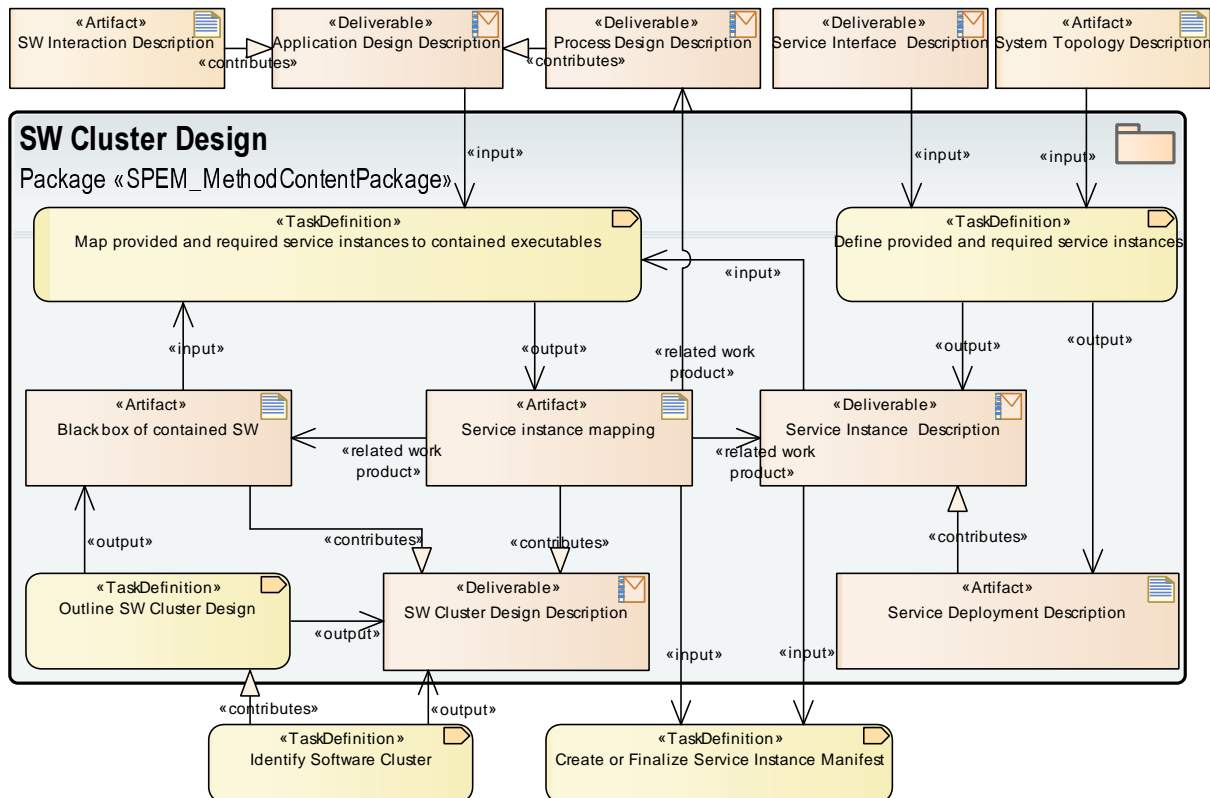 «Artifact»
SW Interaction Description
«Deliverable»
Application Design Description
«Deliverable»
Process Design Description
«Deliverable»
Service Interface Description
«Artifact»
System Topology Description
«contributes»
«contributes»
SW Cluster Design
Package «SPEM_MethodContentPackage»
«input»
«input»
«input»
«TaskDefinition»
Map provided and required service instances to contained executables
«TaskDefinition»
Define provided and required service instances
«input»
«input»
«output»
«related work
product»
«output»
«output»
«Artifact»
Blackbox of contained SW
«Artifact»
Service instance mapping
«Deliverable»
Service Instance Description
«related work
product»
«related work
product»
«output»
«contributes»
«contributes»
«contributes»
«TaskDefinition»
Outline SW Cluster Design
«Deliverable»
SW Cluster Design Description
«Artifact»
Service Deployment Description
«output»
«input»
«input»
«contributes»
«output»
«TaskDefinition»
Identify Software Cluster
«TaskDefinition»
Create or Finalize Service Instance Manifest